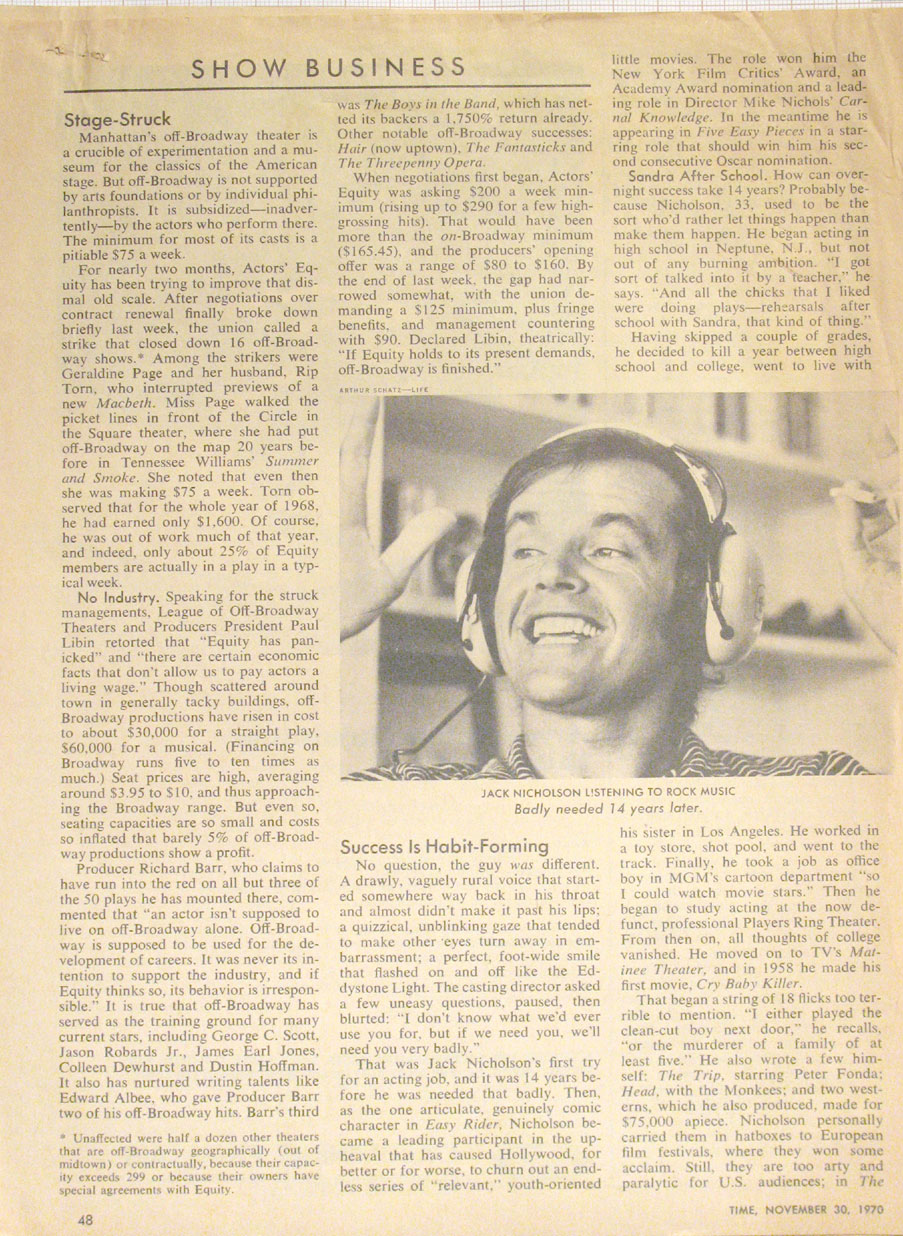 SHOW BUSINESS
Stage-Struck
Manhattan's off-Broadway theater is
a crucible of experimentation and a mu-
seum for the classics of the American
stage. But off-Broadway is not supported
by arts foundations or by individual phi-
lanthropists. It is subsidized—inadver-
tently—by the actors who perform there.
The minimum for most of its casts is a
pitiable $75 a week.
For nearly two months, Actors' Eq-
uity has been trying to improve that dis-
mal old scale. After negotiations over
contract renewal finally broke down
briefly last week, the union called a
strike that closed down 16 off-Broad-
way shows.* Among the strikers were
Geraldine Page and her husband, Rip
Torn, who interrupted previews of a
new Macbeth. Miss Page walked the
picket lines in front of the Circle in
the Square theater, where she had put
off-Broadway on the map 20 years be-
fore in Tennessee Williams' Summer
and Smoke. She noted that even then
she was making $75 a week. Torn ob-
served that for the whole year of 1968,
he had earned only $1,600. Of course,
he was out of work much of that year,
and indeed, only about 25% of Equity
members are actually in a play in a typ-
ical week.
No Industry. Speaking for the struck
managements, League of Off-Broadway
Theaters and Producers President Paul
Libin retorted that "Equity has pan-
icked" and "there are certain economic
facts that don't allow us to pay actors a
living wage." Though scattered around
town in generally tacky buildings, off-
Broadway productions have risen in cost
to about $30,000 for a straight play,
$60,000 for a musical. (Financing on
Broadway runs five to ten times as
much.) Seat prices are high, averaging
around $3.95 to $10, and thus approach-
ing the Broadway range. But even so,
seating capacities are so small and costs
so inflated that barely 5% of off-Broad-
way productions show a profit.
Producer Richard Barr, who claims to
have run into the red on all but three of
the 50 plays he has mounted there, com-
mented that "an actor isn't supposed to
live on off-Broadway alone. Off-Broad-
way is supposed to be used for the de-
velopment of careers. It was never its in-
tention to support the industry, and if
Equity thinks so, its behavior is irrespon-
sible." It is true that off-Broadway has
served as the training ground for many
current stars, including George C. Scott,
Jason Robards Jr., James Earl Jones,
Colleen Dewhurst and Dustin Hoffman.
It also has nurtured writing talents like
Edward Albee, who gave Producer Barr
two of his off-Broadway hits. Barr's third
* Unaffected were half a dozen other theaters
that are off-Broadway geographically (out of
midtown) or contractually, because their capac-
ity exceeds 299 or because their owners have
special agreements with Equity.
was The Boys in the Band, which has net-
ted its backers a 1,750% return already.
Other notable off-Broadway successes:
Hair (now uptown), The Fantasticks and
The Threepenny Opera.
When negotiations first began, Actors'
Equity was asking $200 a week min-
imum (rising up to $290 for a few high-
grossing hits). That would have been
more than the on-Broadway minimum
($165.45), and the producers' opening
offer was a range of $80 to $160. By
the end of last week, the gap had nar-
rowed somewhat, with the union de-
manding a $125 minimum, plus fringe
benefits, and management countering
with $90. Declared Libin, theatrically:
"If Equity holds to its present demands,
off-Broadway is finished."
ARTHUR SCHATZ—LIFE
JACK NICHOLSON LISTENING TO ROCK MUSIC
Badly needed 14 years later.
Success Is Habit-Forming
No question, the guy was different.
A drawly, vaguely rural voice that start-
ed somewhere way back in his throat
and almost didn't make it past his lips;
a quizzical, unblinking gaze that tended
to make other eyes turn away in em-
barrassment; a perfect, foot-wide smile
that flashed on and off like the Ed-
dystone Light. The casting director asked
a few uneasy questions, paused, then
blurted: "I don't know what we'd ever
use you for, but if we need you, we'll
need you very badly."
That was Jack Nicholson's first try
for an acting job, and it was 14 years be-
fore he was needed that badly. Then,
as the one articulate, genuinely comic
character in Easy Rider, Nicholson be-
came a leading participant in the up-
heaval that has caused Hollywood, for
better or for worse, to churn out an end-
less series of "relevant," youth-oriented
little movies. The role won him the
New York Film Critics' Award, an
Academy Award nomination and a lead-
ing role in Director Mike Nichols' Car-
nal Knowledge. In the meantime he is
appearing in Five Easy Pieces in a star-
ring role that should win him his sec-
ond consecutive Oscar nomination.
Sandra After School. How can over-
night success take 14 years? Probably be-
cause Nicholson, 33, used to be the
sort who'd rather let things happen than
make them happen. He began acting in
high school in Neptune, N.J., but not
out of any burning ambition. "I got
sort of talked into it by a teacher," he
says. "And all the chicks that I liked
were doing plays—rehearsals after
school with Sandra, that kind of thing."
Having skipped a couple of grades,
he decided to kill a year between high
school and college, went to live with
his sister in Los Angeles. He worked in
a toy store, shot pool, and went to the
track. Finally, he took a job as office
boy in MGM's cartoon department "so
I could watch movie stars." Then he
began to study acting at the now de-
funct, professional Players Ring Theater.
From then on, all thoughts of college
vanished. He moved on to TV's Mat-
inee Theater, and in 1958 he made his
first movie, Cry Baby Killer.
That began a string of 18 flicks too ter-
rible to mention. "I either played the
clean-cut boy next door," he recalls,
"or the murderer of a family of at
least five." He also wrote a few him-
self: The Trip, starring Peter Fonda;
Head, with the Monkees; and two west-
erns, which he also produced, made for
$75,000 apiece. Nicholson personally
carried them in hatboxes to European
film festivals, where they won some
acclaim. Still, they are too arty and
paralytic for U.S. audiences; in The
48
TIME, NOVEMBER 30, 1970